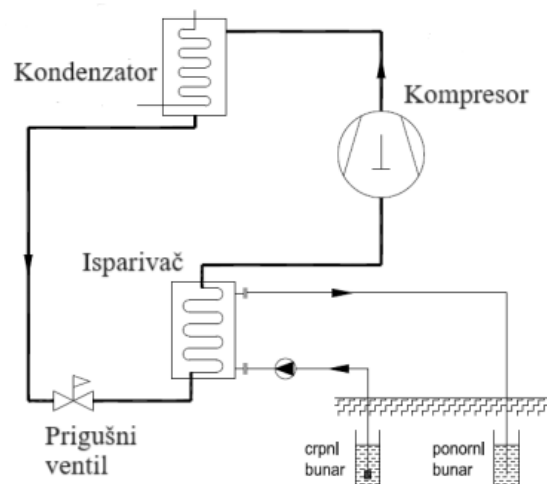 Kondenzator
Kompresor
Isparivač
Prigušni
ventil
crpni
bunar
ponorni
bunar